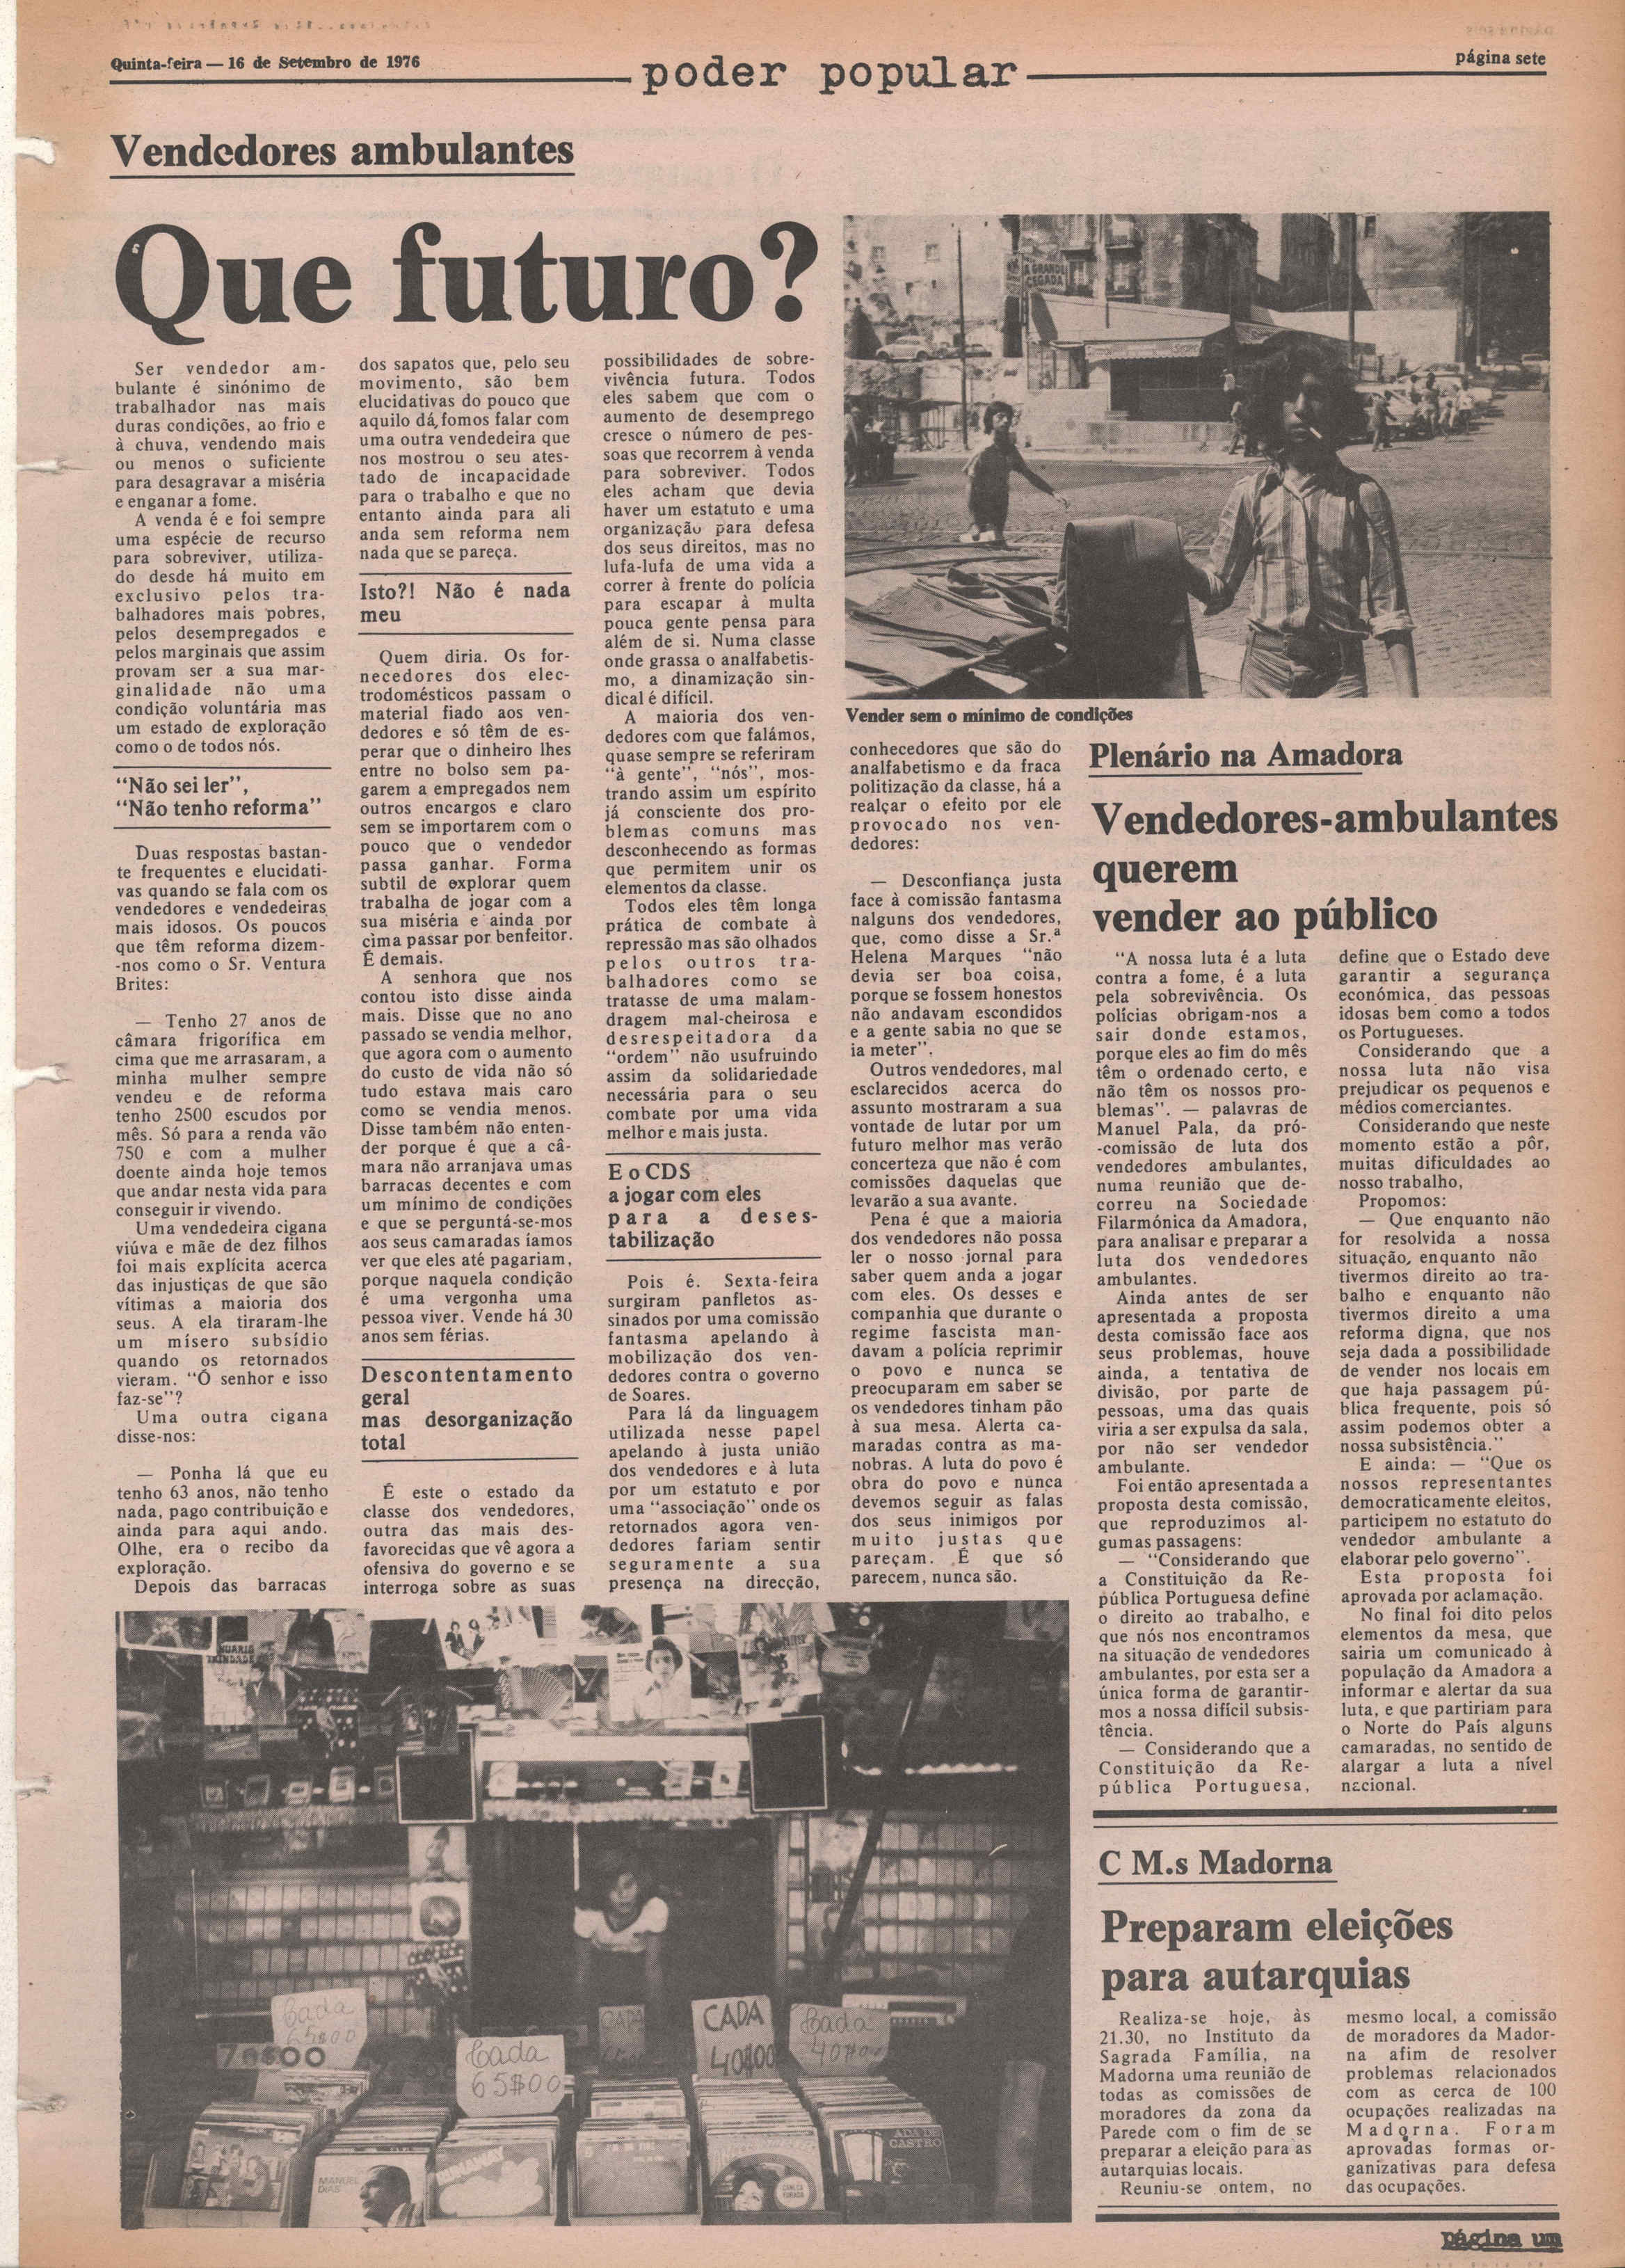 Quinta-feira — 16 de Setembro de 1976
poder popular
página sete
Vendedores ambulantes
Que futuro?
Ser vendedor am-
bulante é sinónimo de
trabalhador nas mais
duras condições, ao frio e
à chuva, vendendo mais
ou menos o suficiente
para desagravar a miséria
e enganar a fome.
A venda é e foi sempre
uma espécie de recurso
para sobreviver, utiliza-
do desde há muito em
exclusivo pelos tra-
balhadores mais pobres,
pelos desempregados e
pelos marginais que assim
provam ser a sua mar-
ginalidade não uma
condição voluntária mas
um estado de exploração
como o de todos nós.
"Não sei ler",
"Não tenho reforma"
Duas respostas bastan-
te frequentes e elucidati-
vas quando se fala com os
vendedores e vendedeiras
mais idosos. Os poucos
que têm reforma dizem-
-nos como o Sr. Ventura
Brites:
— Tenho 27 anos de
câmara frigorífica em
cima que me arrasaram, a
minha mulher sempre
vendeu e de reforma
tenho 2500 escudos por
mês. Só para a renda vão
750 e com a mulher
doente ainda hoje temos
que andar nesta vida para
conseguir ir vivendo.
Uma vendedeira cigana
viúva e mãe de dez filhos
foi mais explícita acerca
das injustiças de que são
vítimas a maioria dos
seus. A ela tiraram-lhe
um mísero subsídio
quando os retornados
vieram. "Ó senhor e isso
faz-se"?
Uma outra cigana
disse-nos:
— Ponha lá que eu
tenho 63 anos, não tenho
nada, pago contribuição e
ainda para aqui ando.
Olhe, era o recibo da
exploração.
Depois das barracas
dos sapatos que, pelo seu
movimento, são bem
elucidativas do pouco que
aquilo dá, fomos falar com
uma outra vendedeira que
nos mostrou o seu ates-
tado de incapacidade
para o trabalho e que no
entanto ainda para ali
anda sem reforma nem
nada que se pareça.
Isto?! Não é nada
meu
Quem diria. Os for-
necedores dos elec-
trodomésticos passam o
material fiado aos ven-
dedores e só têm de es-
perar que o dinheiro lhes
entre no bolso sem pa-
garem a empregados nem
outros encargos e claro
sem se importarem com o
pouco que o vendedor
passa ganhar. Forma
subtil de explorar quem
trabalha de jogar com a
sua miséria e ainda por
cima passar por benfeitor.
É demais.
A senhora que nos
contou isto disse ainda
mais. Disse que no ano
passado se vendia melhor,
que agora com o aumento
do custo de vida não só
tudo estava mais caro
como se vendia menos.
Disse também não enten-
der porque é que a câ-
mara não arranjava umas
barracas decentes e com
um mínimo de condições
e que se perguntá-se-mos
aos seus camaradas íamos
ver que eles até pagariam,
porque naquela condição
é uma vergonha uma
pessoa viver. Vende há 30
anos sem férias.
Descontentamento
geral
mas desorganização
total
É este o estado da
classe dos vendedores,
outra das mais des-
favorecidas que vê agora a
ofensiva do governo e se
interroga sobre as suas
possibilidades de sobre-
vivência futura. Todos
eles sabem que com o
aumento de desemprego
cresce o número de pes-
soas que recorrem à venda
para sobreviver. Todos
eles acham que devia
haver um estatuto e uma
organização para defesa
dos seus direitos, mas no
lufa-lufa de uma vida a
correr à frente do polícia
para escapar à multa
pouca gente pensa para
além de si. Numa classe
onde grassa o analfabetis-
mo, a dinamização sin-
dical é difícil.
A maioria dos ven-
dedores com que falámos,
quase sempre se referiram
"à gente", "nós", mos-
trando assim um espírito
já consciente dos pro-
blemas comuns mas
desconhecendo as formas
que permitem unir os
elementos da classe.
Todos eles têm longa
prática de combate à
repressão mas são olhados
pelos outros tra-
balhadores como se
tratasse de uma malam-
dragem mal-cheirosa e
desrespeitadora da
"ordem" não usufruindo
assim da solidariedade
necessária para o seu
combate por uma vida
melhor e mais justa.
E o CDS
a jogar com eles
para a deses-
tabilização
Pois é. Sexta-feira
surgiram panfletos as-
sinados por uma comissão
fantasma apelando à
mobilização dos ven-
dedores contra o governo
de Soares.
Para lá da linguagem
utilizada nesse papel
apelando à justa união
dos vendedores e à luta
por um estatuto e por
uma "associação" onde os
retornados agora ven-
dedores fariam sentir
seguramente a sua
presença na direcção,
A GRANDE
CEGADA
Vender sem o mínimo de condições
conhecedores que são do
analfabetismo e da fraca
politização da classe, há a
realçar o efeito por ele
provocado nos ven-
dedores:
— Desconfiança justa
face à comissão fantasma
nalguns dos vendedores,
que, como disse a Sr.ª
Helena Marques "não
devia ser boa coisa,
porque se fossem honestos
não andavam escondidos
e a gente sabia no que se
ia meter".
Outros vendedores, mal
esclarecidos acerca do
assunto mostraram a sua
vontade de lutar por um
futuro melhor mas verão
concerteza que não é com
comissões daquelas que
levarão a sua avante.
Pena é que a maioria
dos vendedores não possa
ler o nosso jornal para
saber quem anda a jogar
com eles. Os desses e
companhia que durante o
regime fascista man-
davam a polícia reprimir
o povo e nunca se
preocuparam em saber se
os vendedores tinham pão
à sua mesa. Alerta ca-
maradas contra as ma-
nobras. A luta do povo é
obra do povo e nunca
devemos seguir as falas
dos seus inimigos por
muito justas que
pareçam. É que só
parecem, nunca são.
Plenário na Amadora
Vendedores-ambulantes
querem
vender ao público
"A nossa luta é a luta
contra a fome, é a luta
pela sobrevivência. Os
polícias obrigam-nos a
sair donde estamos,
porque eles ao fim do mês
têm o ordenado certo, e
não têm os nossos pro-
blemas". — palavras de
Manuel Pala, da pró-
-comissão de luta dos
vendedores ambulantes,
numa reunião que de-
correu na Sociedade
Filarmónica da Amadora,
para analisar e preparar a
luta dos vendedores
ambulantes.
Ainda antes de ser
apresentada a proposta
desta comissão face aos
seus problemas, houve
ainda, a tentativa de
divisão, por parte de
pessoas, uma das quais
viria a ser expulsa da sala,
por não ser vendedor
ambulante.
Foi então apresentada a
proposta desta comissão,
que reproduzimos al-
gumas passagens:
— "Considerando que
a Constituição da Re-
pública Portuguesa define
o direito ao trabalho, e
que nós nos encontramos
na situação de vendedores
ambulantes, por esta ser a
única forma de garantir-
mos a nossa difícil subsis-
tência.
— Considerando que a
Constituição da Re-
pública Portuguesa,
define que o Estado deve
garantir a segurança
económica, das pessoas
idosas bem como a todos
os Portugueses.
Considerando que a
nossa luta não visa
prejudicar os pequenos e
médios comerciantes.
Considerando que neste
momento estão a pôr,
muitas dificuldades ao
nosso trabalho,
Propomos:
— Que enquanto não
for resolvida a nossa
situação, enquanto não
tivermos direito ao tra-
balho e enquanto não
tivermos direito a uma
reforma digna, que nos
seja dada a possibilidade
de vender nos locais em
que haja passagem pú-
blica frequente, pois só
assim podemos obter a
nossa subsistência."
E ainda: — "Que os
nossos representantes
democraticamente eleitos,
participem no estatuto do
vendedor ambulante a
elaborar pelo governo".
Esta proposta foi
aprovada por aclamação.
No final foi dito pelos
elementos da mesa, que
sairia um comunicado à
população da Amadora a
informar e alertar da sua
luta, e que partiriam para
o Norte do País alguns
camaradas, no sentido de
alargar a luta a nível
nacional.
C M.s Madorna
Preparam eleições
para autarquias
Realiza-se hoje, às
21.30, no Instituto da
Sagrada Família, na
Madorna uma reunião de
todas as comissões de
moradores da zona da
Parede com o fim de se
preparar a eleição para as
autarquias locais.
Reuniu-se ontem, no
mesmo local, a comissão
de moradores da Mador-
na afim de resolver
problemas relacionados
com as cerca de 100
ocupações realizadas na
Madorna. Foram
aprovadas formas or-
ganizativas para defesa
das ocupações.
TRINDADE
Cada
65$00
70$00
Cada
65$00
CADA
CADA
40$00
Cada
40$00
MANUEL
DIAS
ADA DE
CASTRO
página um